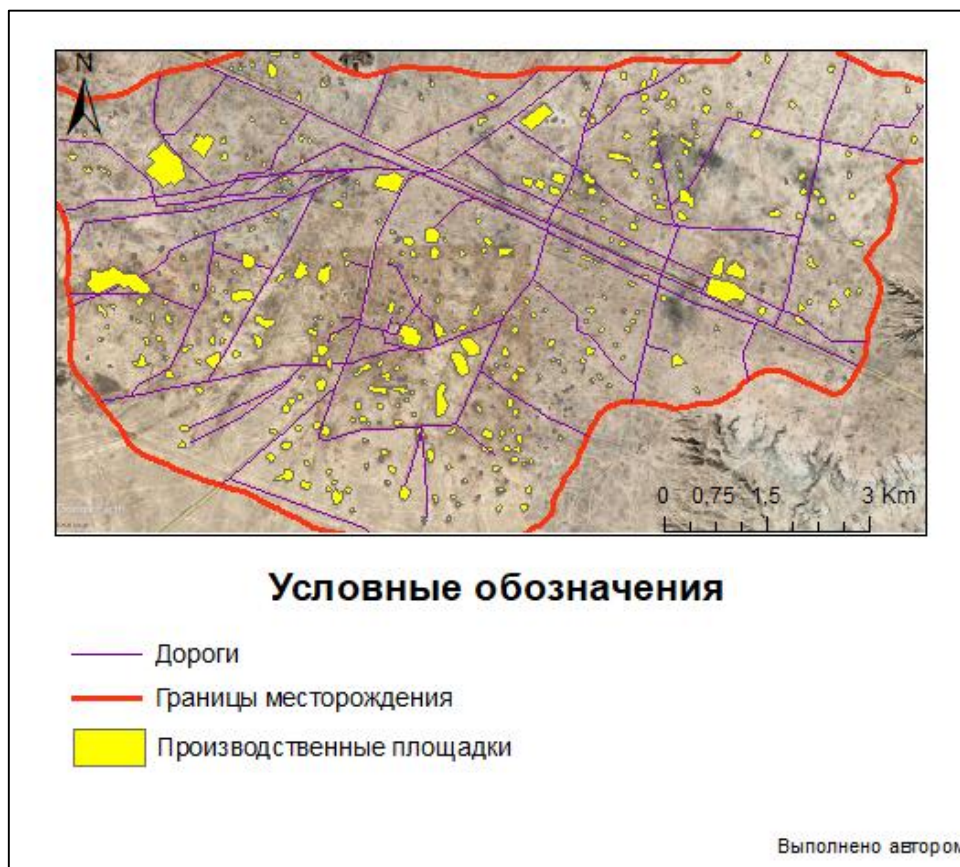 N
0 0,75 1,5 3 Km
Условные обозначения
Дороги
Границы месторождения
Производственные площадки
Выполнено автором